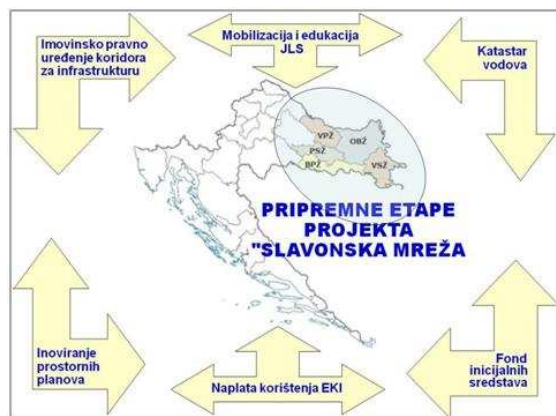 Imovinsko pravno
uređenje koridora
za infrastrukturu
Mobilizacija i edukacija
JLS
Katastar
vodova
VPŽ
OBŽ
PSŽ
BPŽ
VSŽ
PRIPREMNE ETAPE
PROJEKTA
"SLAVONSKA MREŽA
Inoviranje
prostornih
planova
Naplata korištenja EKI
Fond
inicijalnih
sredstava